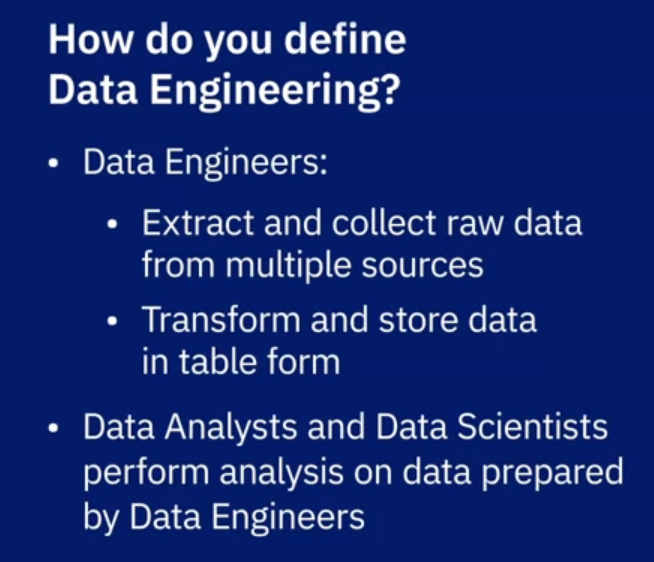 How do you define
Data Engineering?
• Data Engineers:
• Extract and collect raw data
from multiple sources
• Transform and store data
in table form
• Data Analysts and Data Scientists
perform analysis on data prepared
by Data Engineers